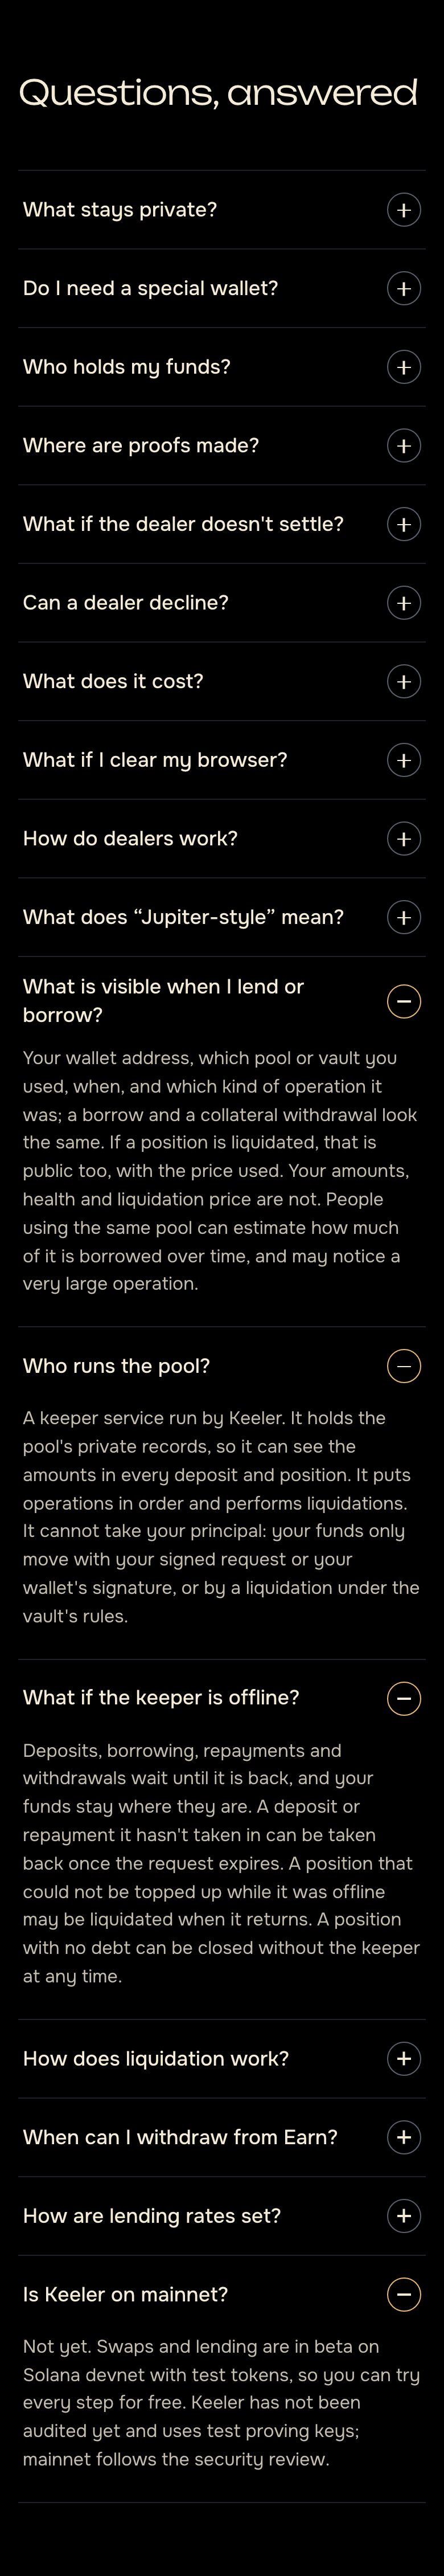 Questions, answered
What stays private?
Do I need a special wallet?
Who holds my funds?
Where are proofs made?
What if the dealer doesn't settle?
Can a dealer decline?
What does it cost?
What if I clear my browser?
How do dealers work?
What does “Jupiter-style” mean?
What is visible when I lend or
borrow?
Your wallet address, which pool or vault you
used, when, and which kind of operation it
was; a borrow and a collateral withdrawal look
the same. If a position is liquidated, that is
public too, with the price used. Your amounts,
health and liquidation price are not. People
using the same pool can estimate how much
of it is borrowed over time, and may notice a
very large operation.
Who runs the pool?
A keeper service run by Keeler. It holds the
pool's private records, so it can see the
amounts in every deposit and position. It puts
operations in order and performs liquidations.
It cannot take your principal: your funds only
move with your signed request or your
wallet's signature, or by a liquidation under the
vault's rules.
What if the keeper is offline?
Deposits, borrowing, repayments and
withdrawals wait until it is back, and your
funds stay where they are. A deposit or
repayment it hasn't taken in can be taken
back once the request expires. A position that
could not be topped up while it was offline
may be liquidated when it returns. A position
with no debt can be closed without the keeper
at any time.
How does liquidation work?
When can I withdraw from Earn?
How are lending rates set?
Is Keeler on mainnet?
Not yet. Swaps and lending are in beta on
Solana devnet with test tokens, so you can try
every step for free. Keeler has not been
audited yet and uses test proving keys;
mainnet follows the security review.